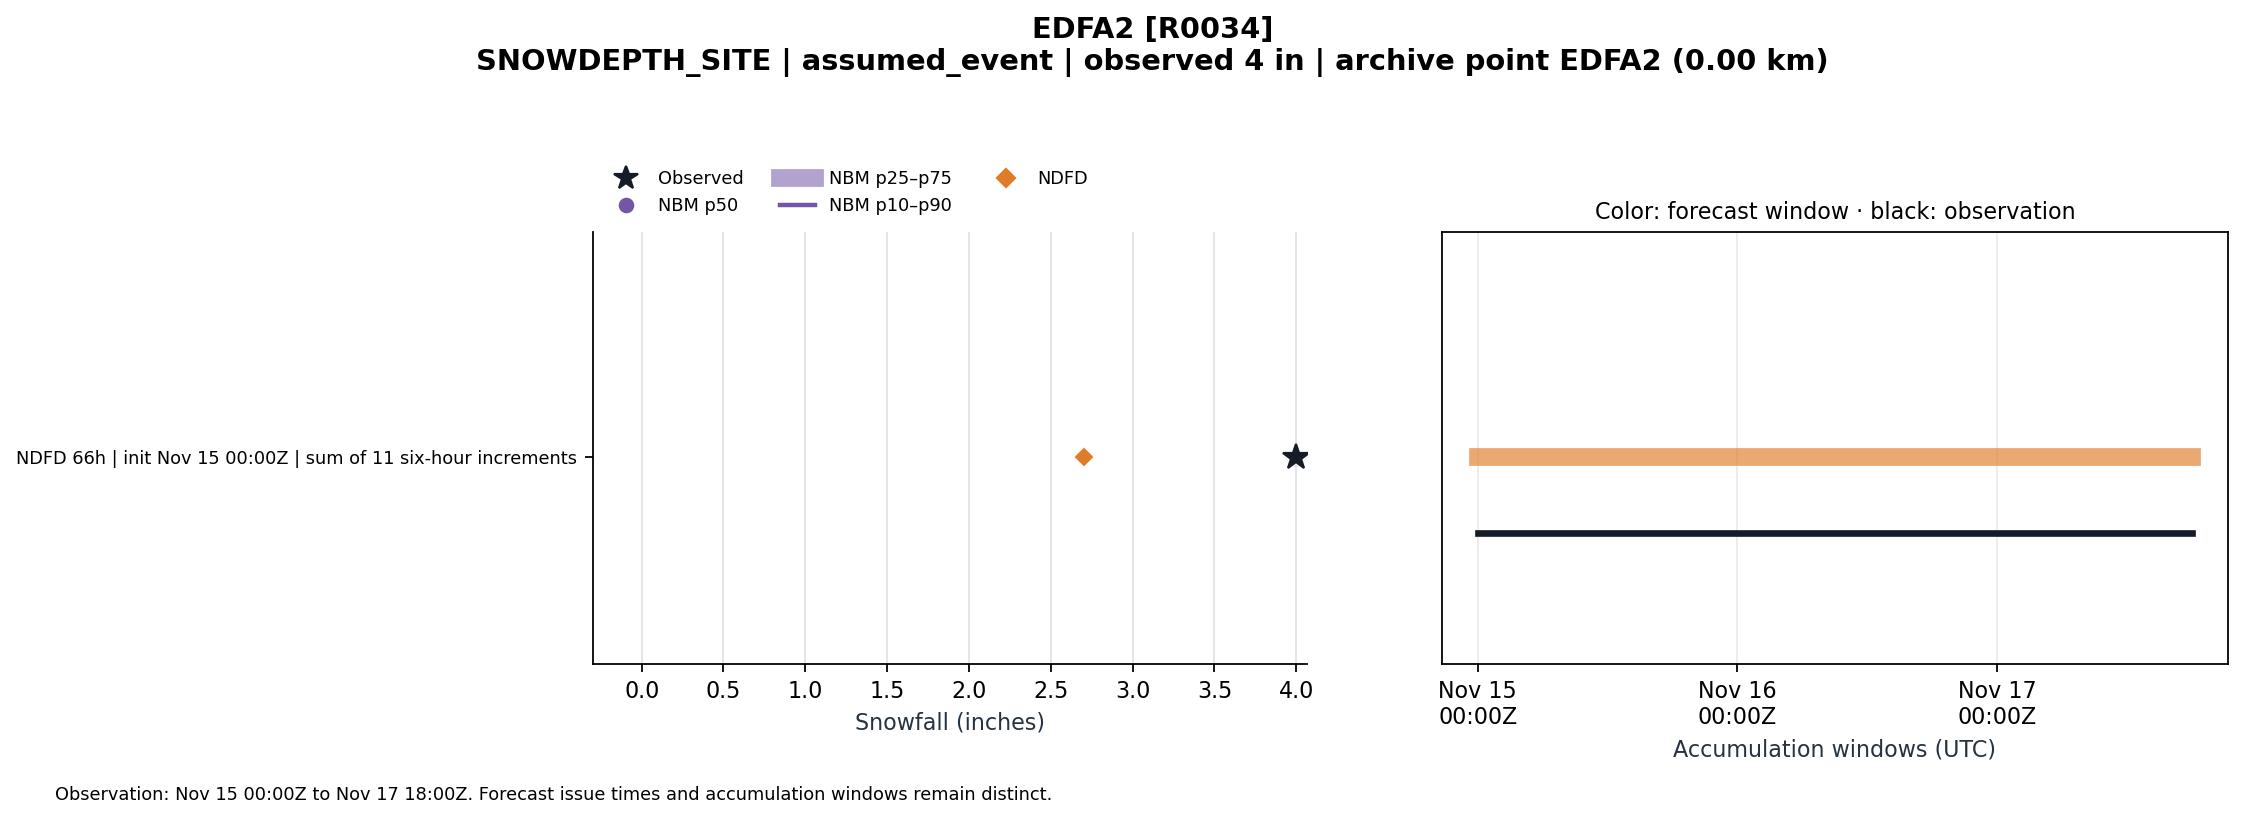 EDFA2 [R0034]
SNOWDEPTH_SITE | assumed_event | observed 4 in | archive point EDFA2 (0.00 km)
Observed
NBM p50
NBM p25–p75
NBM p10–p90
NDFD
NDFD 66h | init Nov 15 00:00Z | sum of 11 six-hour increments
0.0 0.5 1.0 1.5 2.0 2.5 3.0 3.5 4.0
Snowfall (inches)
Color: forecast window · black: observation
Nov 15 Nov 16 Nov 17
00:00Z 00:00Z 00:00Z
Accumulation windows (UTC)
Observation: Nov 15 00:00Z to Nov 17 18:00Z. Forecast issue times and accumulation windows remain distinct.